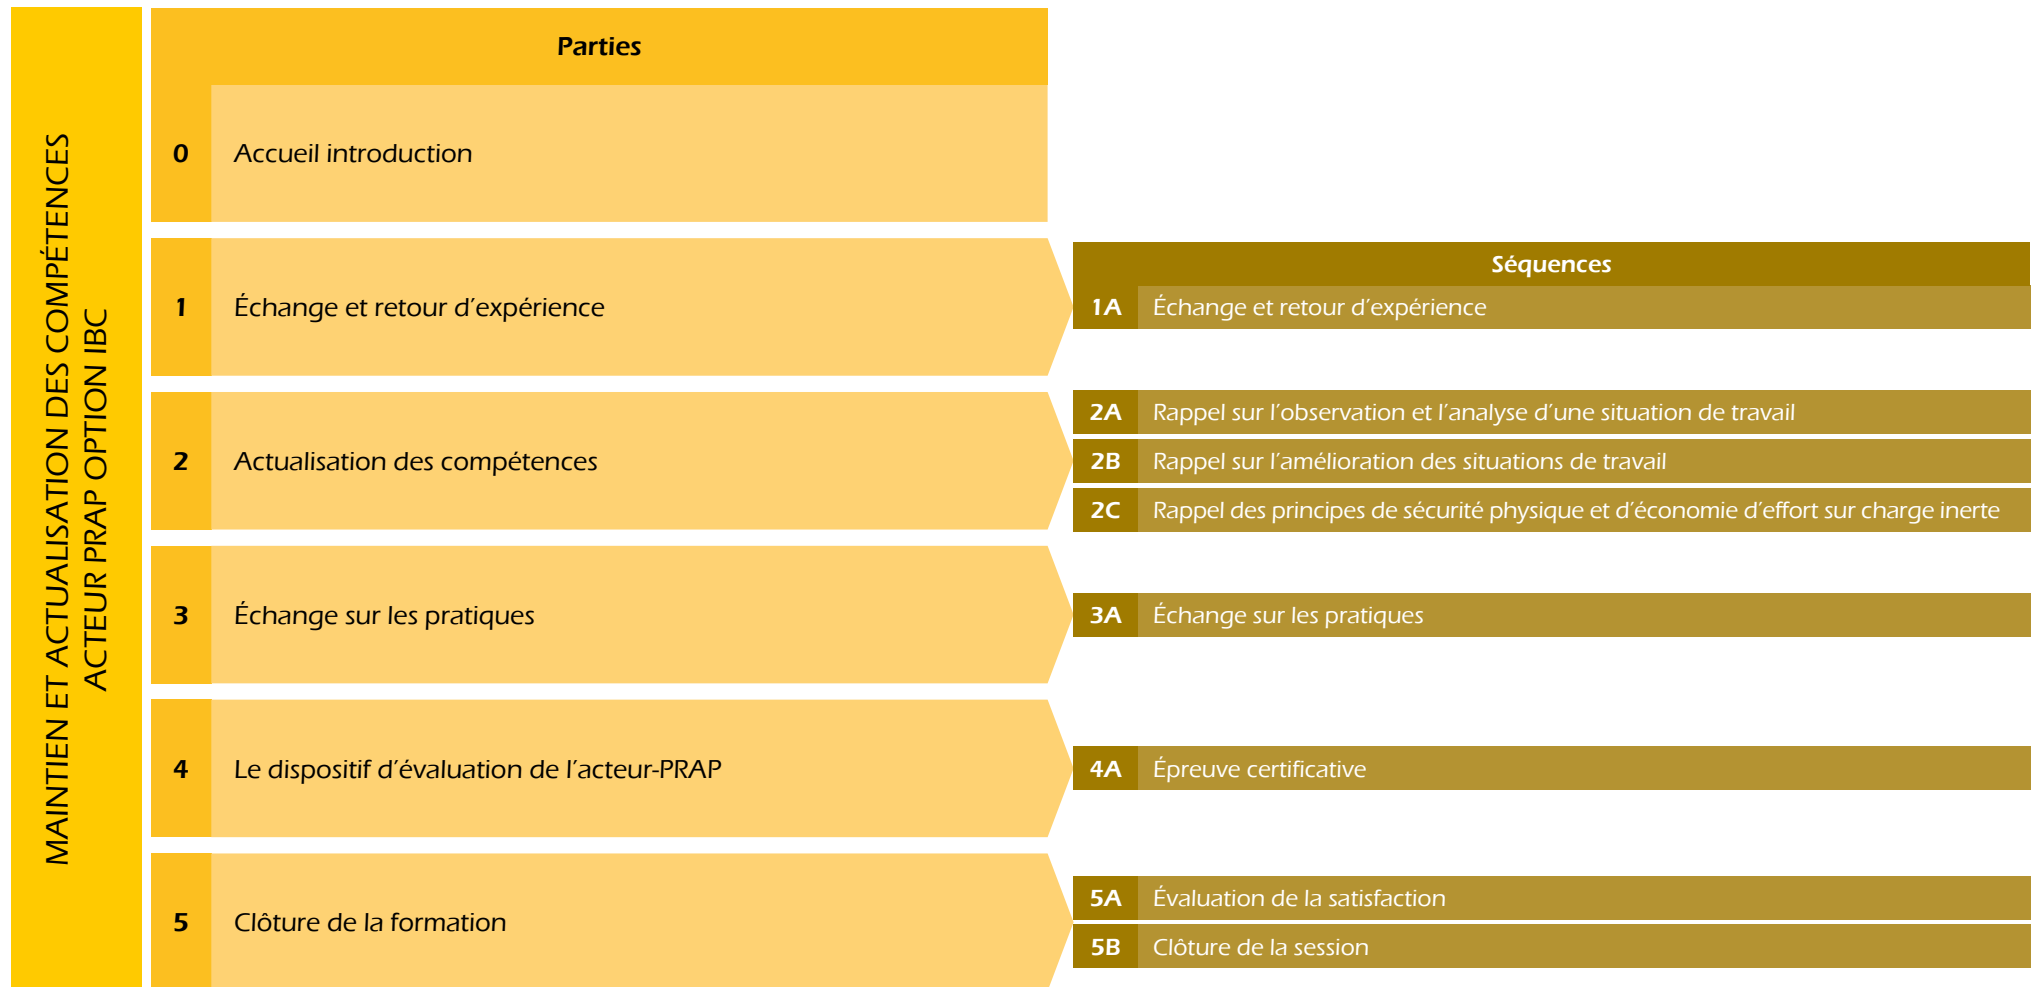 MAINTIEN ET ACTUALISATION DES COMPÉTENCES
ACTEUR PRAP OPTION IBC
Parties
0 Accueil introduction
1 Échange et retour d’expérience
Séquences
1A Échange et retour d’expérience
2 Actualisation des compétences
2A Rappel sur l’observation et l’analyse d’une situation de travail
2B Rappel sur l’amélioration des situations de travail
2C Rappel des principes de sécurité physique et d’économie d’effort sur charge inerte
3 Échange sur les pratiques
3A Échange sur les pratiques
4 Le dispositif d’évaluation de l’acteur-PRAP
4A Épreuve certificative
5 Clôture de la formation
5A Évaluation de la satisfaction
5B Clôture de la session